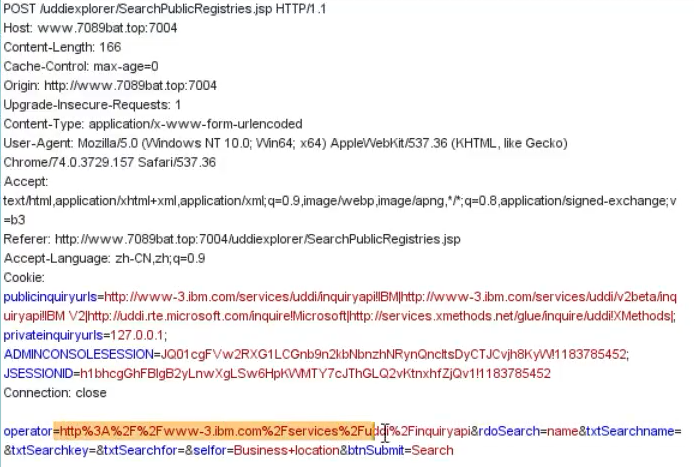 POST /uddiexplorer/SearchPublicRegistries.jsp HTTP/1.1
Host: www.7089bat.top:7004
Content-Length: 166
Cache-Control: max-age=0
Origin: http://www.7089bat.top:7004
Upgrade-Insecure-Requests: 1
Content-Type: application/x-www-form-urlencoded
User-Agent: Mozilla/5.0 (Windows NT 10.0; Win64; x64) AppleWebKit/537.36 (KHTML, like Gecko)
Chrome/74.0.3729.157 Safari/537.36
Accept:
text/html,application/xhtml+xml,application/xml;q=0.9,image/webp,image/apng,*/*;q=0.8,application/signed-exchange;v
=b3
Referer: http://www.7089bat.top:7004/uddiexplorer/SearchPublicRegistries.jsp
Accept-Language: zh-CN,zh;q=0.9
Cookie:
publicinquiryurls=http://www-3.ibm.com/services/uddi/inquiryapi!IBM|http://www-3.ibm.com/services/uddi/v2beta/inq
uiryapi!IBM V2|http://uddi.rte.microsoft.com/inquire!Microsoft|http://services.xmethods.net/glue/inquire/uddi!XMethods|;
privateinquiryurls=127.0.0.1;
ADMINCONSOLESESSION=JQ01cgFVw2RXG1LCGnb9n2kbNbnzhNRynQncltsDyCTJCvjh8KyW!1183785452;
JSESSIONID=h1bhcgGhFBlgB2yLnwXgLSw6HpKWMTY7cJThGLQ2vKtnxhfZjQv1!1183785452
Connection: close
operator=http%3A%2F%2Fwww-3.ibm.com%2Fservices%2Fuddi%2Finquiryapi&rdoSearch=name&txtSearchname=
&txtSearchkey=&txtSearchfor=&selfor=Business+location&btnSubmit=Search